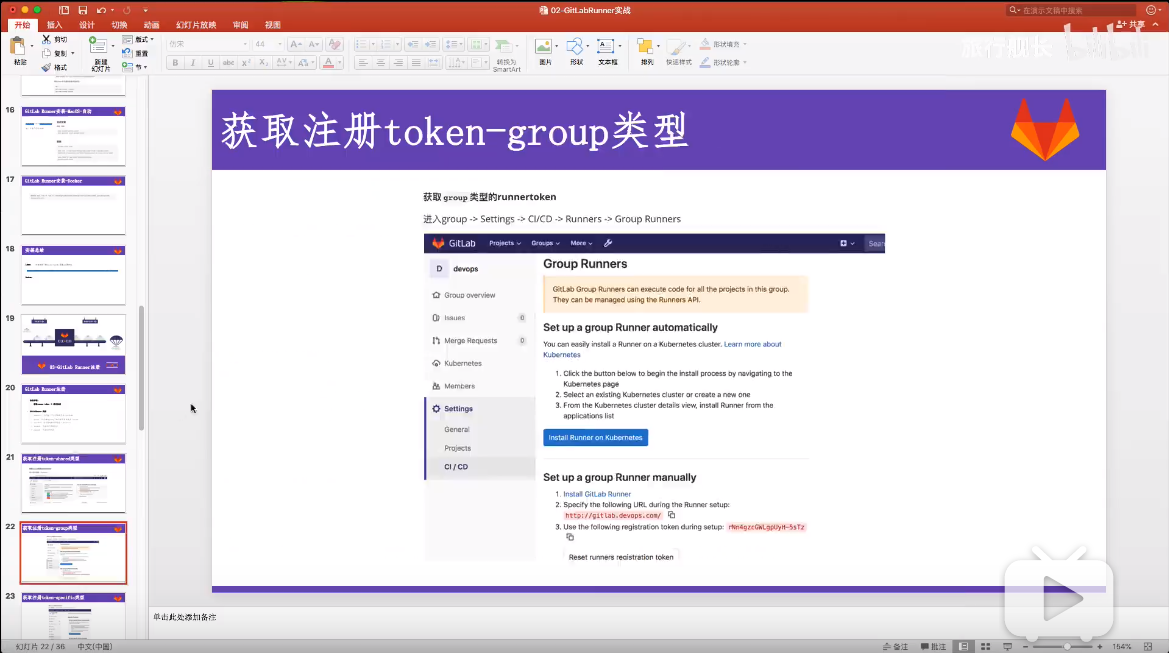 02-GitLabRunner实战
在演示文稿中搜索
开始 插入 设计 切换 动画 幻灯片放映 审阅 视图
共享
旅行舰长 bilibili
粘贴
剪切
复制
格式
新建
幻灯片
版式
重置
节
仿宋
44
转换为
SmartArt
图片
形状
文本框
排列
快速样式
形状填充
形状轮廓
16
GitLab Runner安装-MacOS-自动
17
GitLab Runner安装-Docker
18
19
03-GitLab Runner注册
20
GitLab Runner注册
21
获取注册token-shared类型
22
获取注册token-group类型
23
获取注册token-specific类型
获取注册token-group类型
获取 group 类型的runnertoken
进入group -> Settings -> CI/CD -> Runners -> Group Runners
GitLab Projects Groups More Sear
D devops
Group overview
Issues 0
Merge Requests 0
Kubernetes
Members
Settings
General
Projects
CI / CD
Group Runners
GitLab Group Runners can execute code for all the projects in this group.
They can be managed using the Runners API.
Set up a group Runner automatically
You can easily install a Runner on a Kubernetes cluster. Learn more about
Kubernetes
1. Click the button below to begin the install process by navigating to the
Kubernetes page
2. Select an existing Kubernetes cluster or create a new one
3. From the Kubernetes cluster details view, install Runner from the
applications list
Install Runner on Kubernetes
Set up a group Runner manually
1. Install GitLab Runner
2. Specify the following URL during the Runner setup:
http://gitlab.devops.com/
3. Use the following registration token during setup: rNn4gzcGWLgpUyH-5sTz
Reset runners registration token
单击此处添加备注
幻灯片 22 / 36 中文(中国)
备注 批注 154%